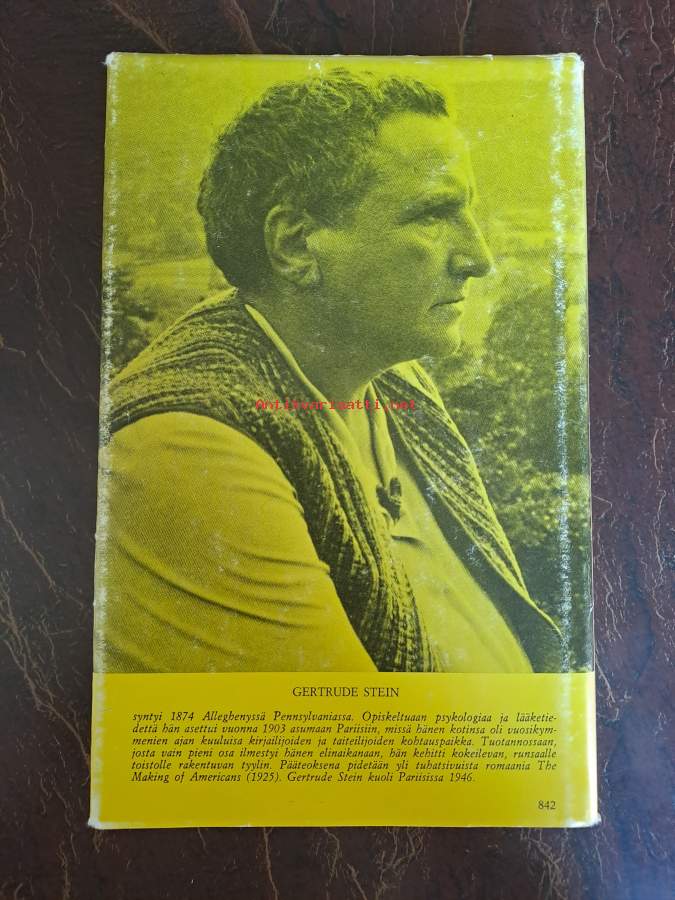 Antikvariaatti.net
GERTRUDE STEIN
syntyi 1874 Alleghenyssä Pennsylvaniassa. Opiskeltuaan psykologiaa ja lääketie-
dettä hän asettui vuonna 1903 asumaan Pariisiin, missä hänen kotinsa oli vuosikym-
menien ajan kuuluisa kirjailijoiden ja taiteilijoiden kohtauspaikka. Tuotannossaan,
josta vain pieni osa ilmestyi hänen elinaikanaan, hän kehitti kokeilevan, runsaalle
toistolle rakentuvan tyylin. Pääteoksena pidetään yli tuhatsivuista romaania The
Making of Americans (1925). Gertrude Stein kuoli Pariisissa 1946.
842